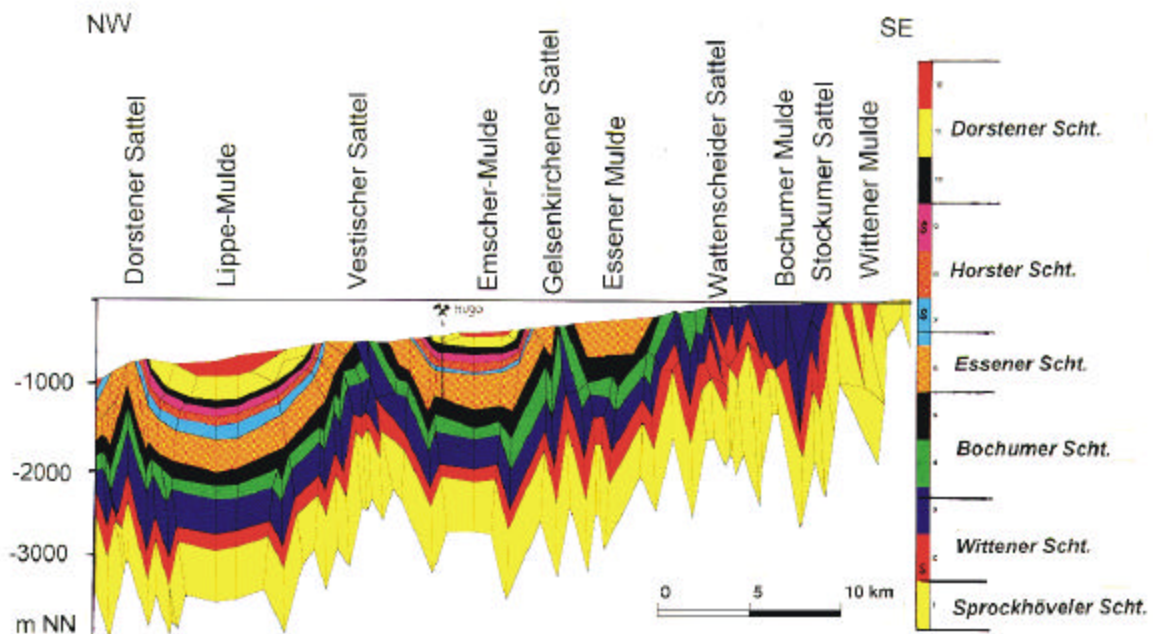 NW
SE
Dorstener Sattel
Lippe-Mulde
Vestischer Sattel
Emscher-Mulde
Gelsenkirchener Sattel
Essener Mulde
Wattenscheider Sattel
Bochumer Mulde
Stockumer Sattel
Wittener Mulde
Hugo
-1000
-2000
-3000
m NN
0 5 10 km
Dorstener Scht.
Horster Scht.
Essener Scht.
Bochumer Scht.
Wittener Scht.
Sprockhöveler Scht.
S
S
S